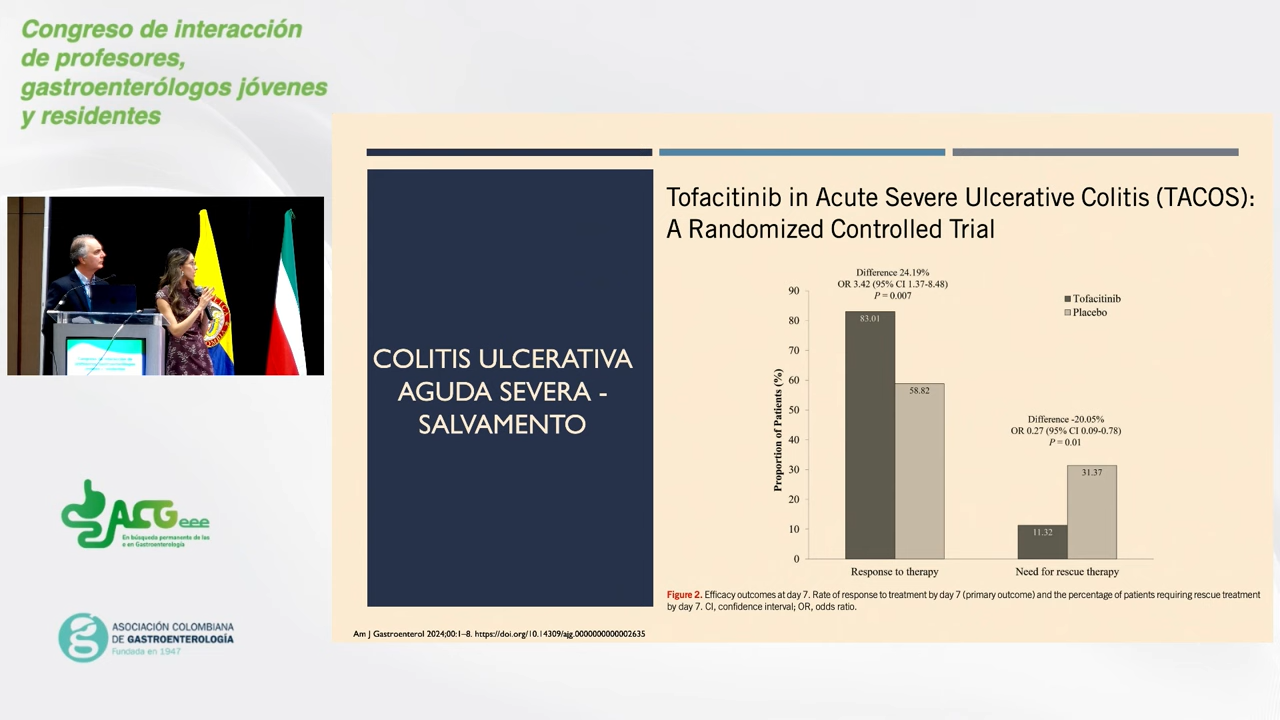 Congreso de interacción
de profesores,
gastroenterólogos jóvenes
y residentes
COLITIS ULCERATIVA
AGUDA SEVERA -
SALVAMENTO
Tofacitinib in Acute Severe Ulcerative Colitis (TACOS):
A Randomized Controlled Trial
Difference 24.19%
OR 3.42 (95% CI 1.37-8.48)
P = 0.007
Tofacitinib
Placebo
Difference -20.05%
OR 0.27 (95% CI 0.09-0.78)
P = 0.01
Proportion of Patients (%)
90
80
70
60
50
40
30
20
10
0
83.01
58.82
11.32
31.37
Response to therapy
Need for rescue therapy
Figure 2. Efficacy outcomes at day 7. Rate of response to treatment by day 7 (primary outcome) and the percentage of patients requiring rescue treatment
by day 7. CI, confidence interval; OR, odds ratio.
Am J Gastroenterol 2024;00:1–8. https://doi.org/10.14309/ajg.0000000000002635
ACGeee
En búsqueda permanente de las
e en Gastroenterología
ASOCIACIÓN COLOMBIANA
DE GASTROENTEROLOGÍA
Fundada en 1947